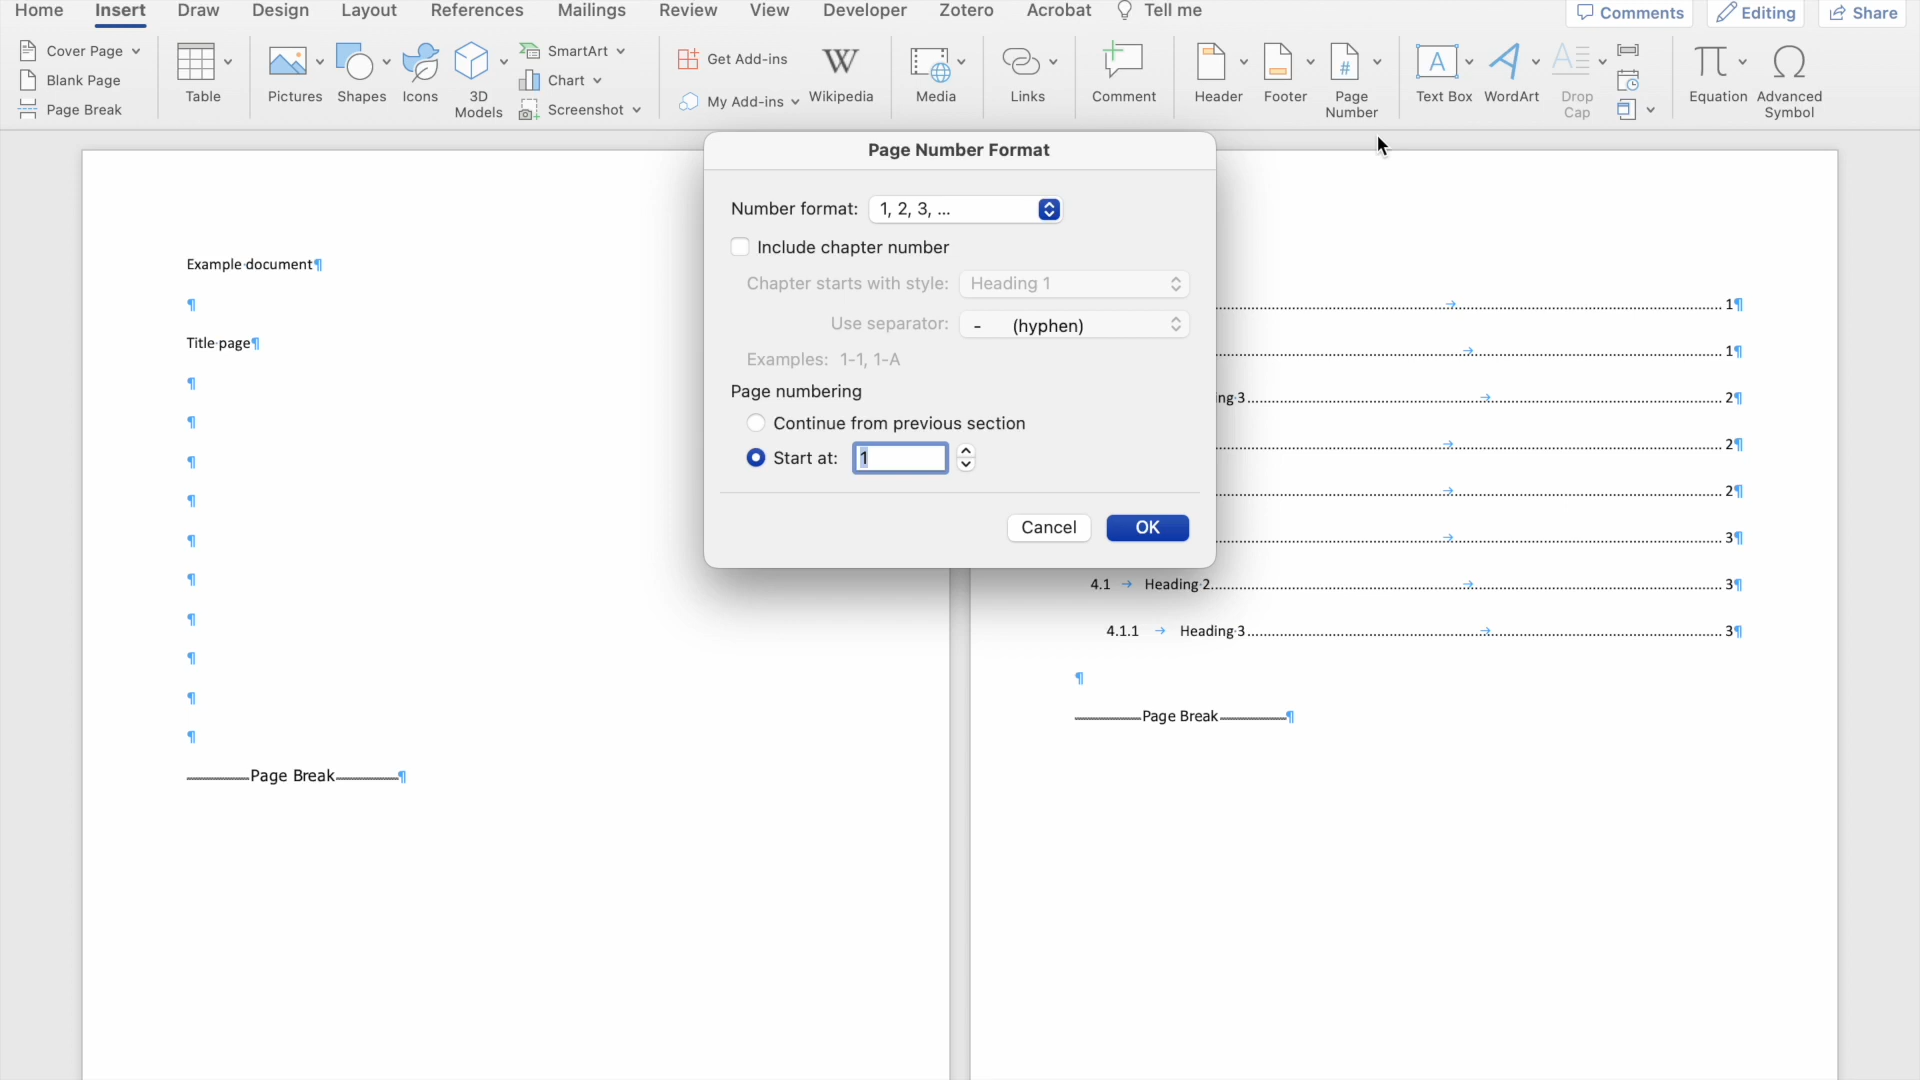 Home Insert Draw Design Layout References Mailings Review View Developer Zotero Acrobat Tell me Comments Editing Share
Cover Page
Blank Page
Page Break
Table
Pictures
Shapes
Icons
3D
Models
SmartArt
Chart
Screenshot
Get Add-ins
My Add-ins
W
Wikipedia
Media
Links
Comment
Header
Footer
#
Page
Number
A
Text Box
A
WordArt
A
Drop
Cap
π
Equation
Ω
Advanced
Symbol
Page Number Format
Number format: 1, 2, 3, ...
Include chapter number
Chapter starts with style: Heading 1
Use separator: - (hyphen)
Examples: 1-1, 1-A
Page numbering
Continue from previous section
Start at: 1
Cancel OK
Example·document¶
¶
Title·page¶
¶
¶
¶
¶
¶
¶
¶
¶
¶
¶
Page Break¶
→ 1¶
→ 1¶
ing·3 → 2¶
→ 2¶
→ 2¶
→ 3¶
4.1 → Heading·2 → 3¶
4.1.1 → Heading·3 → 3¶
¶
Page Break¶